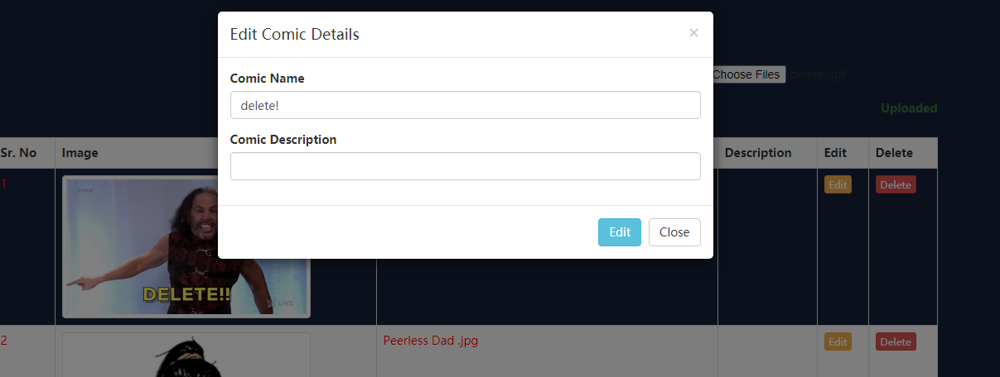 Edit Comic Details
×
Comic Name
delete!
Comic Description
Edit
Close
Choose Files delete!.gif
Uploaded
Sr. No Image Description Edit Delete
1 Edit Delete
DELETE!!
LIVE
2 Peerless Dad .jpg Edit Delete